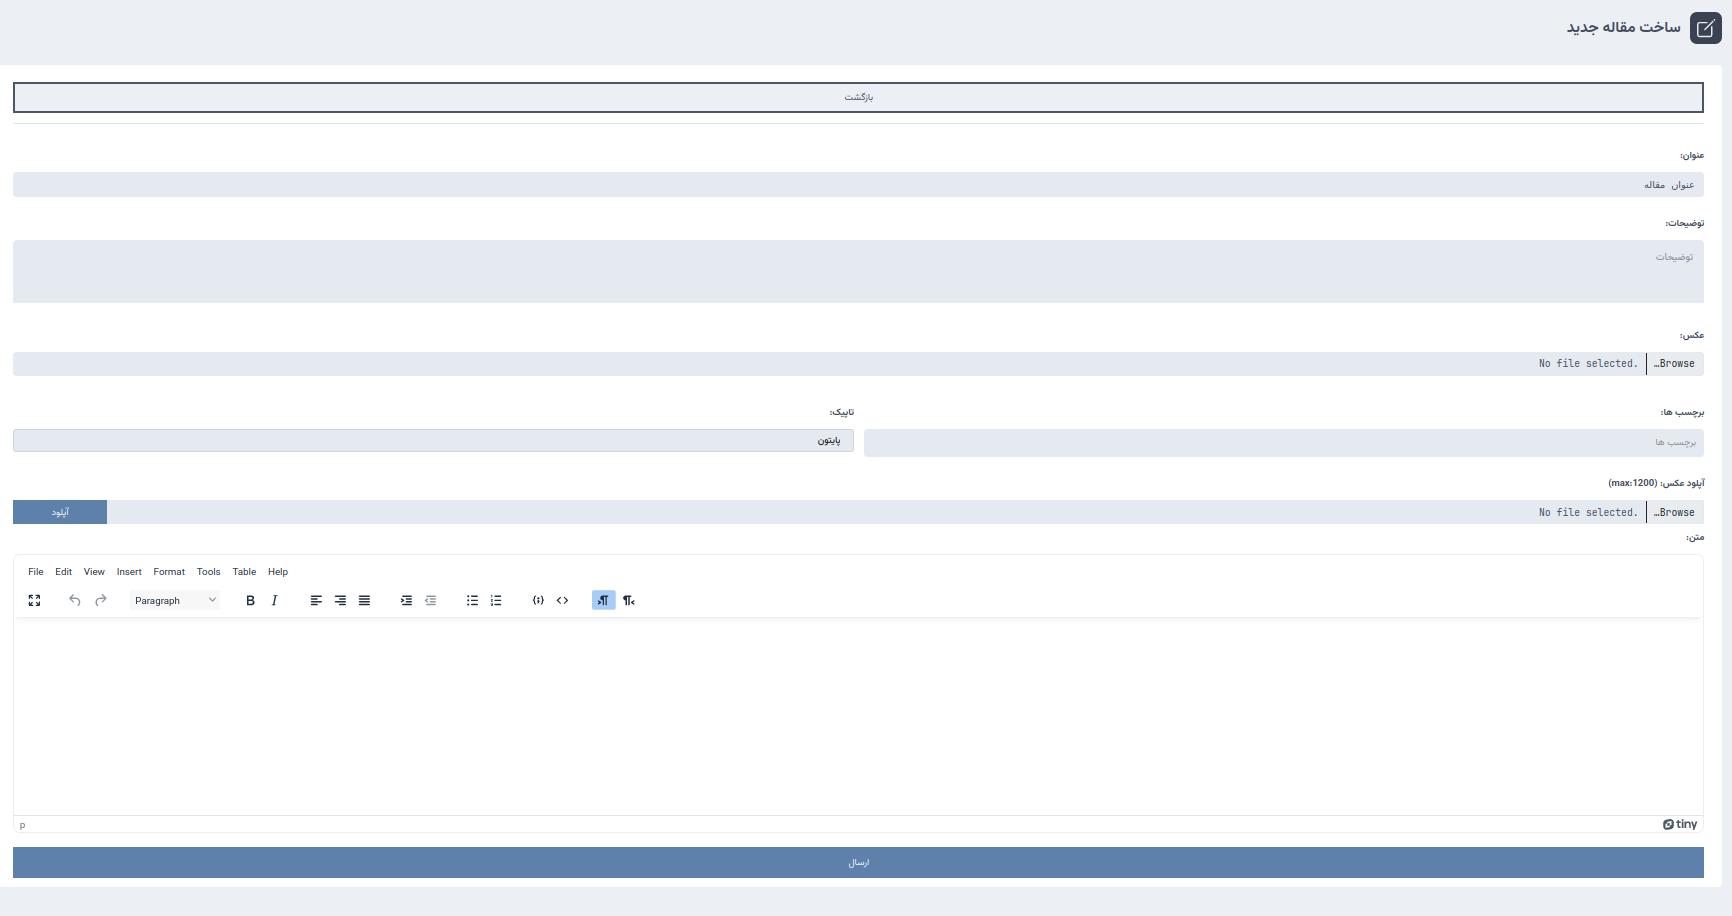 ساخت مقاله جدید
بازگشت
عنوان:
عنوان مقاله
توضیحات:
توضیحات
عکس:
Browse… No file selected.
برچسب ها:
برچسب ها
تاپیک:
پایتون
آپلود عکس: (max:1200)
Browse… No file selected. آپلود
متن:
File Edit View Insert Format Tools Table Help
Paragraph B I
p tiny
ارسال